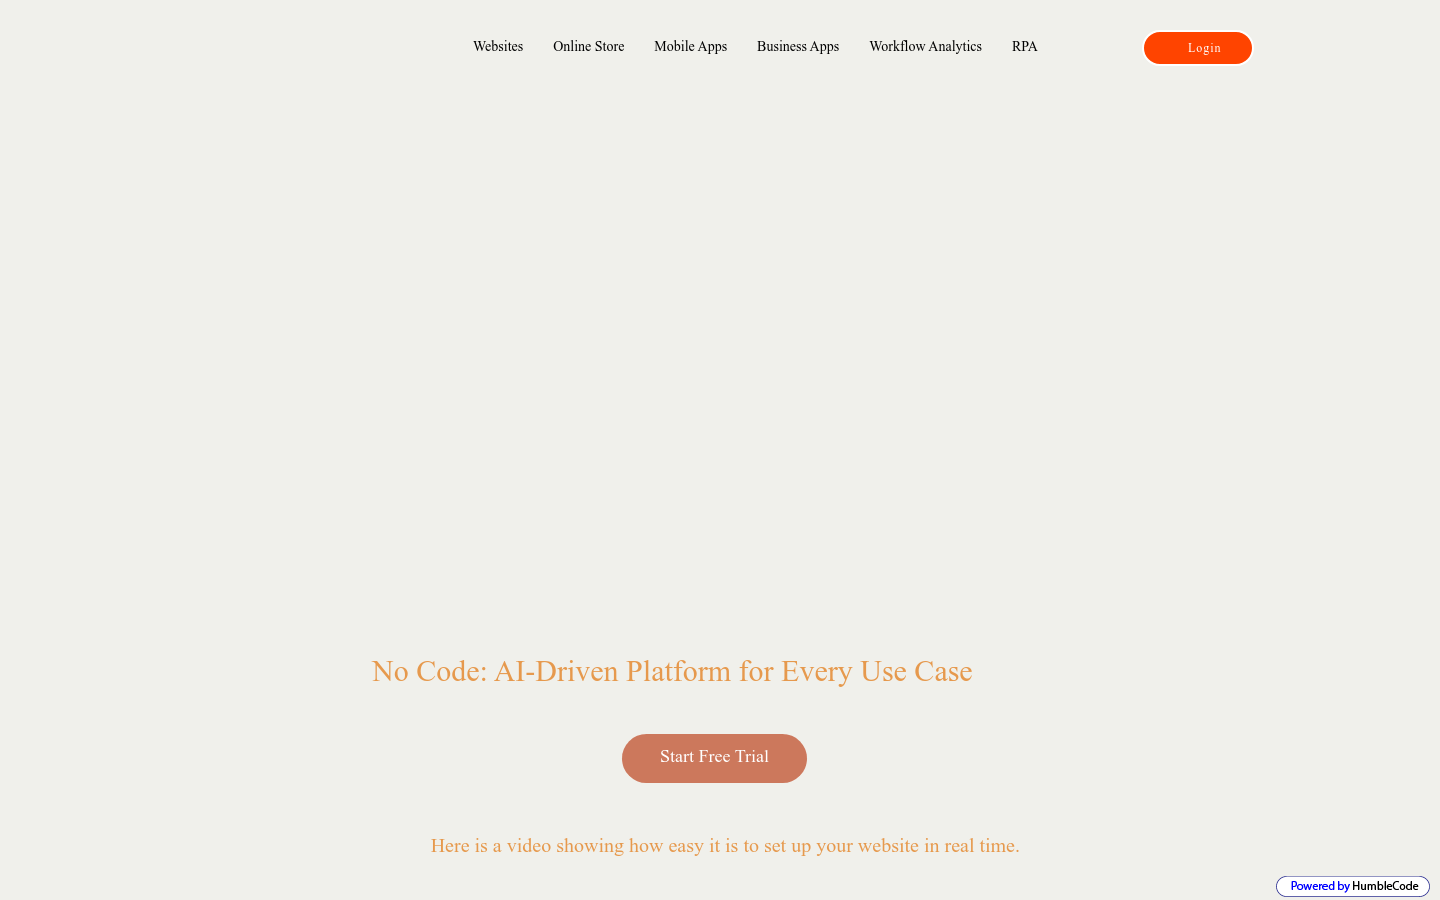 Websites Online Store Mobile Apps Business Apps Workflow Analytics RPA Login
No Code: AI-Driven Platform for Every Use Case
Start Free Trial
Here is a video showing how easy it is to set up your website in real time.
Powered by HumbleCode